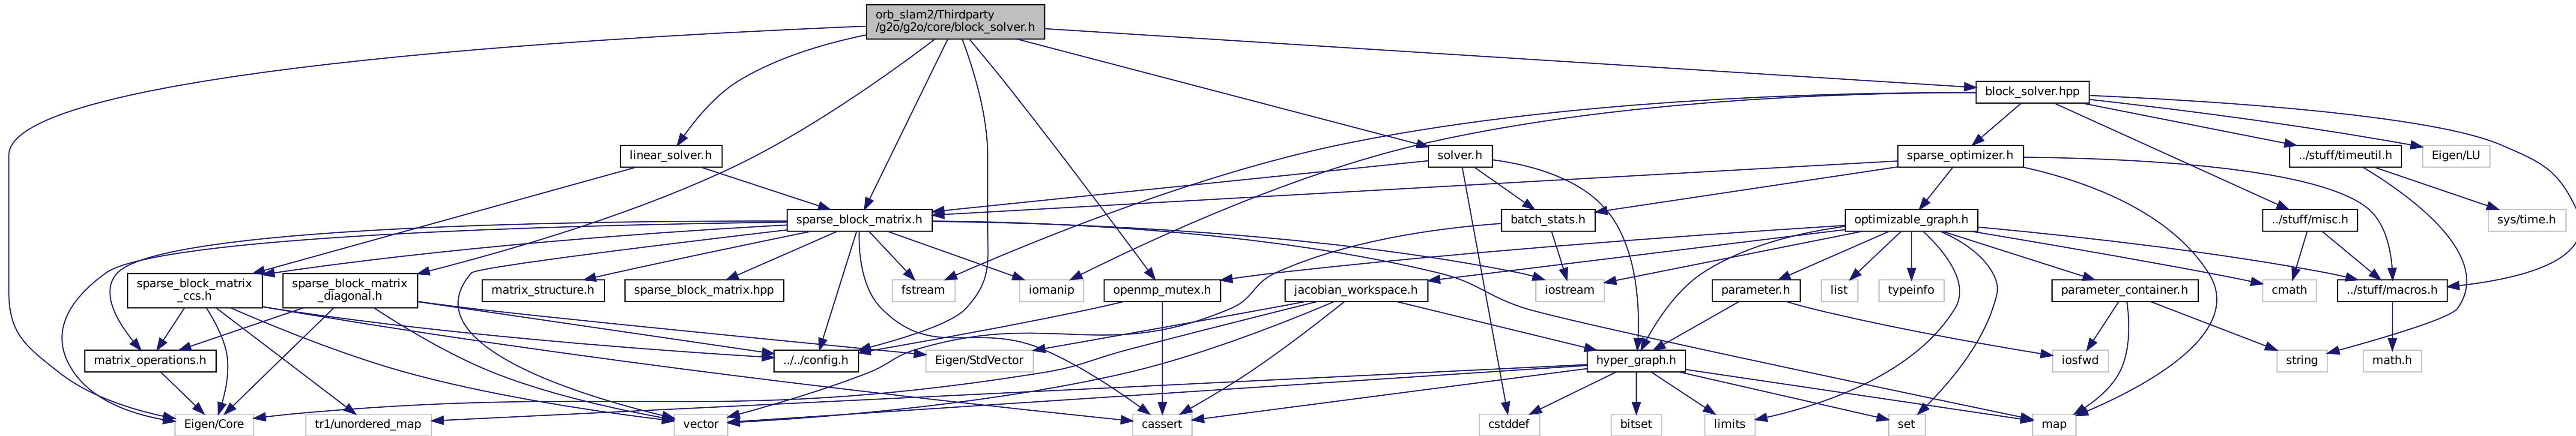 orb_slam2/Thirdparty
/g2o/g2o/core/block_solver.h
block_solver.hpp
linear_solver.h
solver.h
sparse_optimizer.h
../stuff/timeutil.h
Eigen/LU
sparse_block_matrix.h
batch_stats.h
optimizable_graph.h
../stuff/misc.h
sys/time.h
sparse_block_matrix
_ccs.h
sparse_block_matrix
_diagonal.h
matrix_structure.h
sparse_block_matrix.hpp
fstream
iomanip
openmp_mutex.h
jacobian_workspace.h
iostream
parameter.h
list
typeinfo
parameter_container.h
cmath
../stuff/macros.h
matrix_operations.h
../../config.h
Eigen/StdVector
hyper_graph.h
iosfwd
string
math.h
Eigen/Core
tr1/unordered_map
vector
cassert
cstddef
bitset
limits
set
map